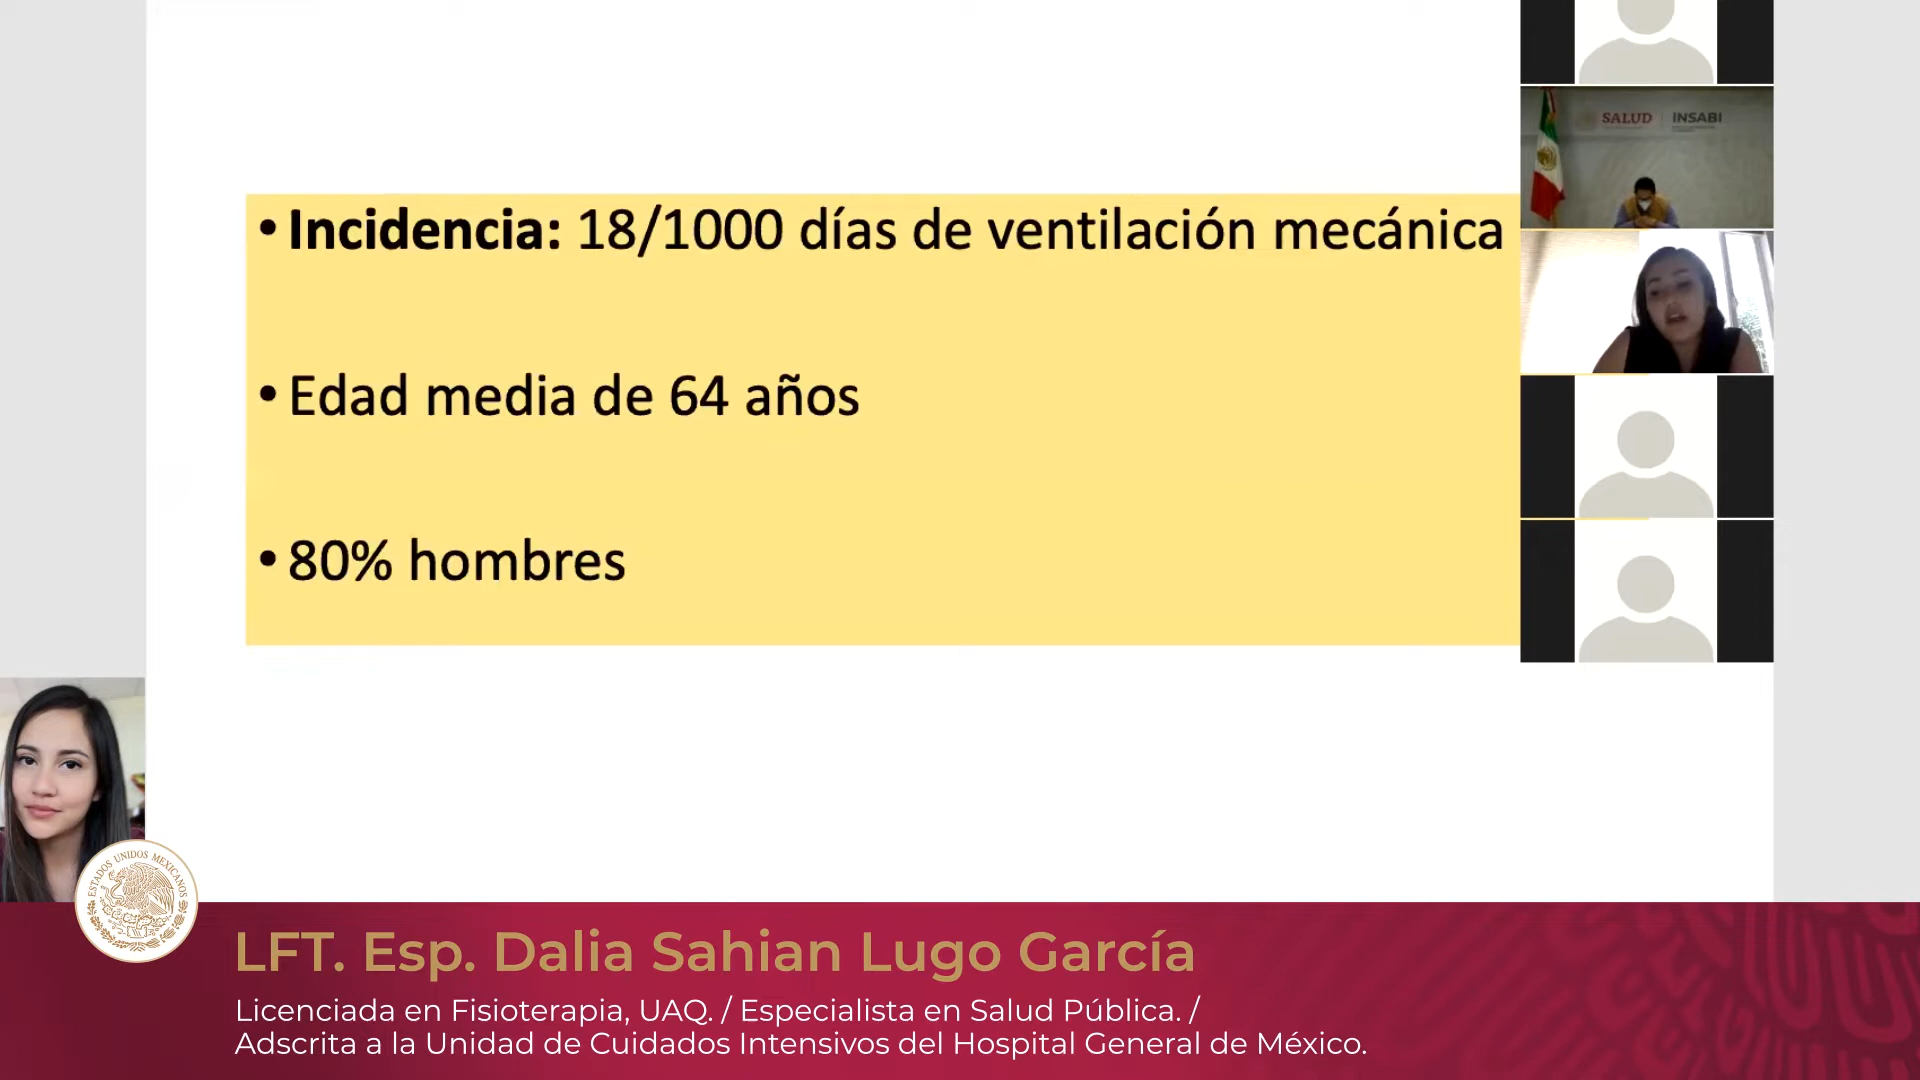 SALUD | INSABI
• Incidencia: 18/1000 días de ventilación mecánica
• Edad media de 64 años
• 80% hombres
ESTADOS UNIDOS MEXICANOS
LFT. Esp. Dalia Sahian Lugo García
Licenciada en Fisioterapia, UAQ. / Especialista en Salud Pública. /
Adscrita a la Unidad de Cuidados Intensivos del Hospital General de México.